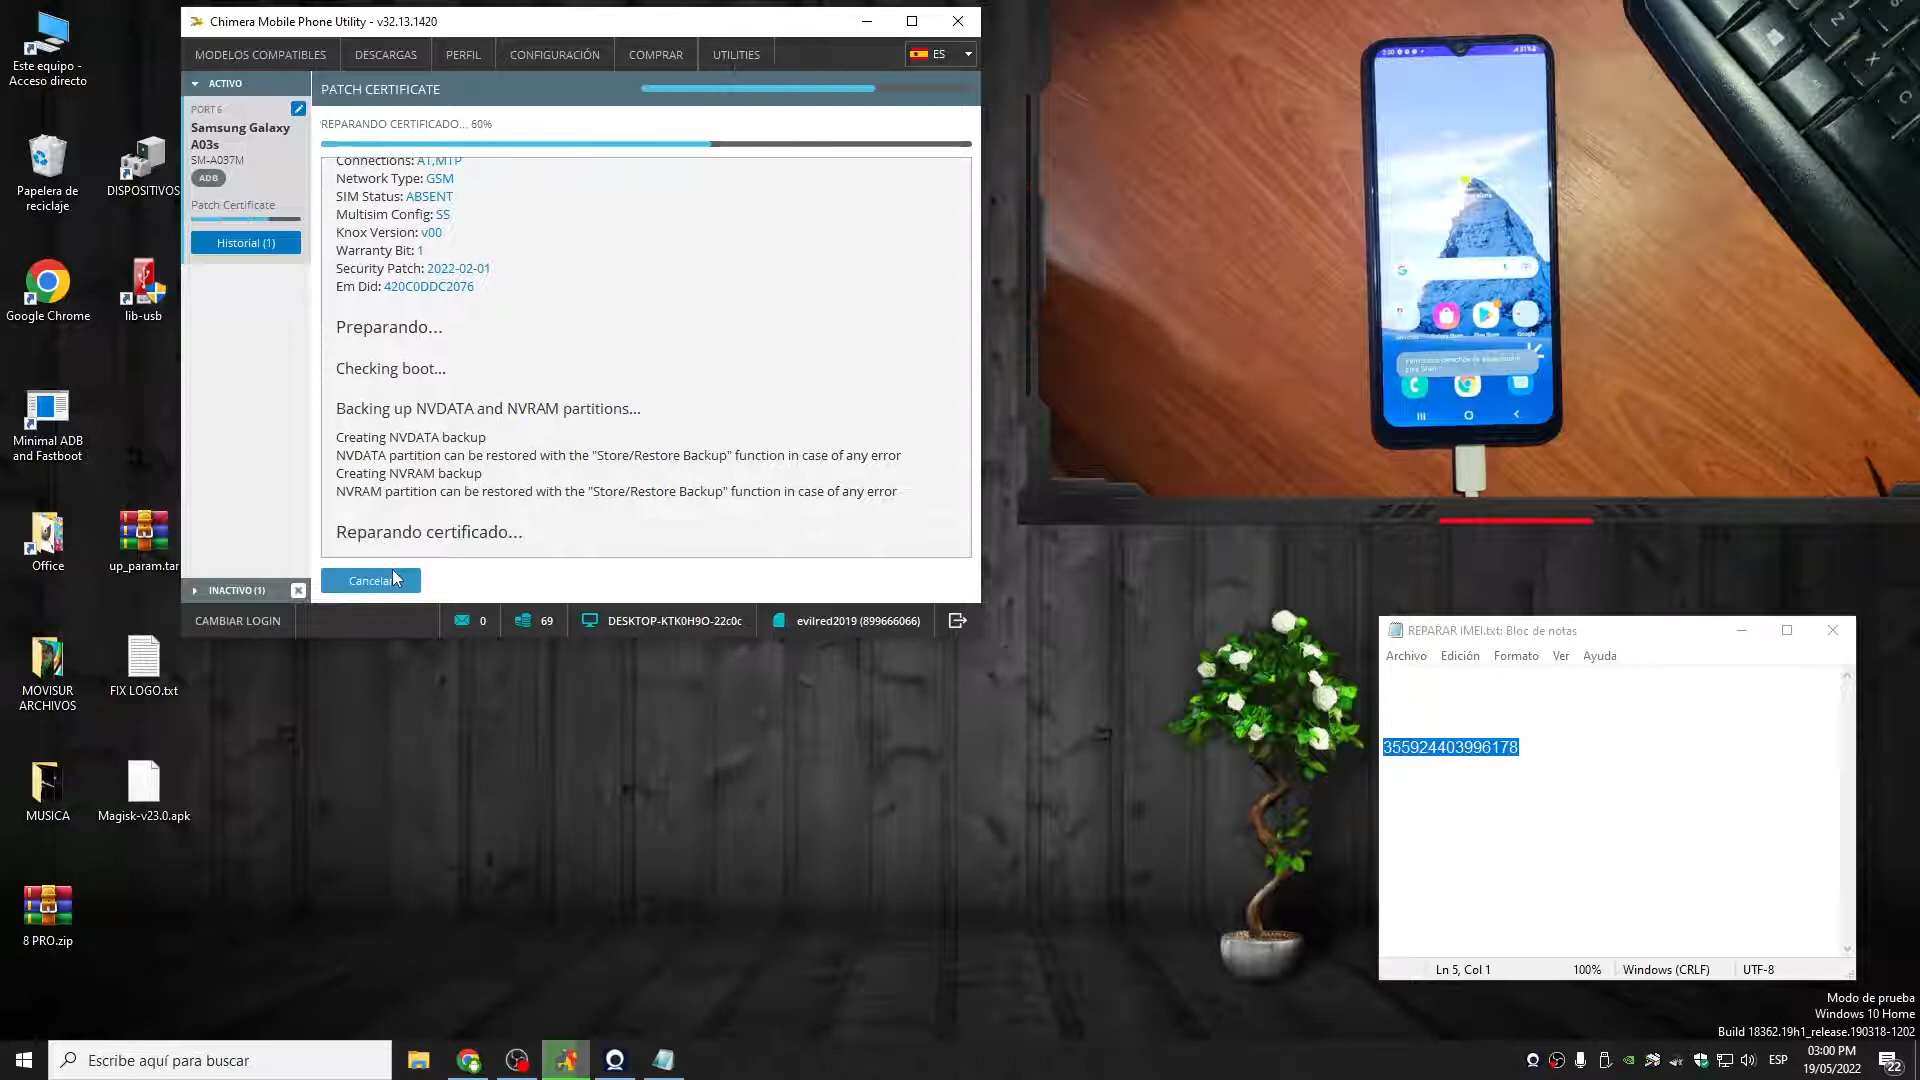 Chimera Mobile Phone Utility - v32.13.1420
MODELOS COMPATIBLES
DESCARGAS
PERFIL
CONFIGURACIÓN
COMPRAR
UTILITIES
ES
ACTIVO
PORT 6
Samsung Galaxy
A03s
SM-A037M
ADB
Patch Certificate
Historial (1)
INACTIVO (1)
PATCH CERTIFICATE
REPARANDO CERTIFICADO... 60%
Connections: AT,MTP
Network Type: GSM
SIM Status: ABSENT
Multisim Config: SS
Knox Version: v00
Warranty Bit: 1
Security Patch: 2022-02-01
Em Did: 420C0DDC2076
Preparando...
Checking boot...
Backing up NVDATA and NVRAM partitions...
Creating NVDATA backup
NVDATA partition can be restored with the "Store/Restore Backup" function in case of any error
Creating NVRAM backup
NVRAM partition can be restored with the "Store/Restore Backup" function in case of any error
Reparando certificado...
Cancelar
CAMBIAR LOGIN
0
69
DESKTOP-KTK0H9O-22c0c
evilred2019 (899666066)
Este equipo -
Acceso directo
Papelera de
reciclaje
DISPOSITIVOS
Google Chrome
lib-usb
Minimal ADB
and Fastboot
Office
up_param.tar
MOVISUR
ARCHIVOS
FIX LOGO.txt
MUSICA
Magisk-v23.0.apk
8 PRO.zip
REPARAR IMEI.txt: Bloc de notas
Archivo
Edición
Formato
Ver
Ayuda
355924403996178
Ln 5, Col 1
100%
Windows (CRLF)
UTF-8
Modo de prueba
Windows 10 Home
Build 18362.19h1_release.190318-1202
Escribe aquí para buscar
ESP
03:00 PM
19/05/2022
22